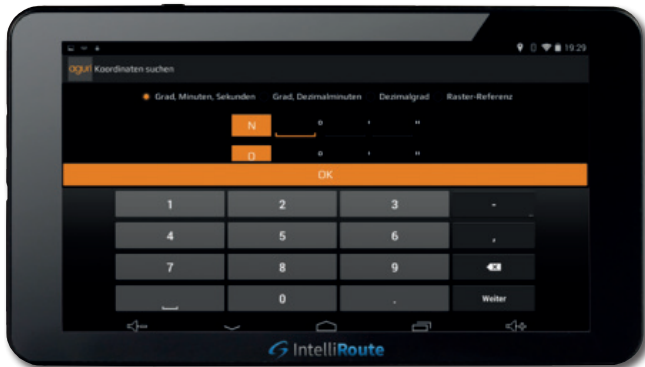 19:29
aguri Koordinaten suchen
Grad, Minuten, Sekunden Grad, Dezimalminuten Dezimalgrad Raster-Referenz
N ° ' "
O ° ' "
OK
1 2 3 -
4 5 6 ,
7 8 9
0 . Weiter
IntelliRoute